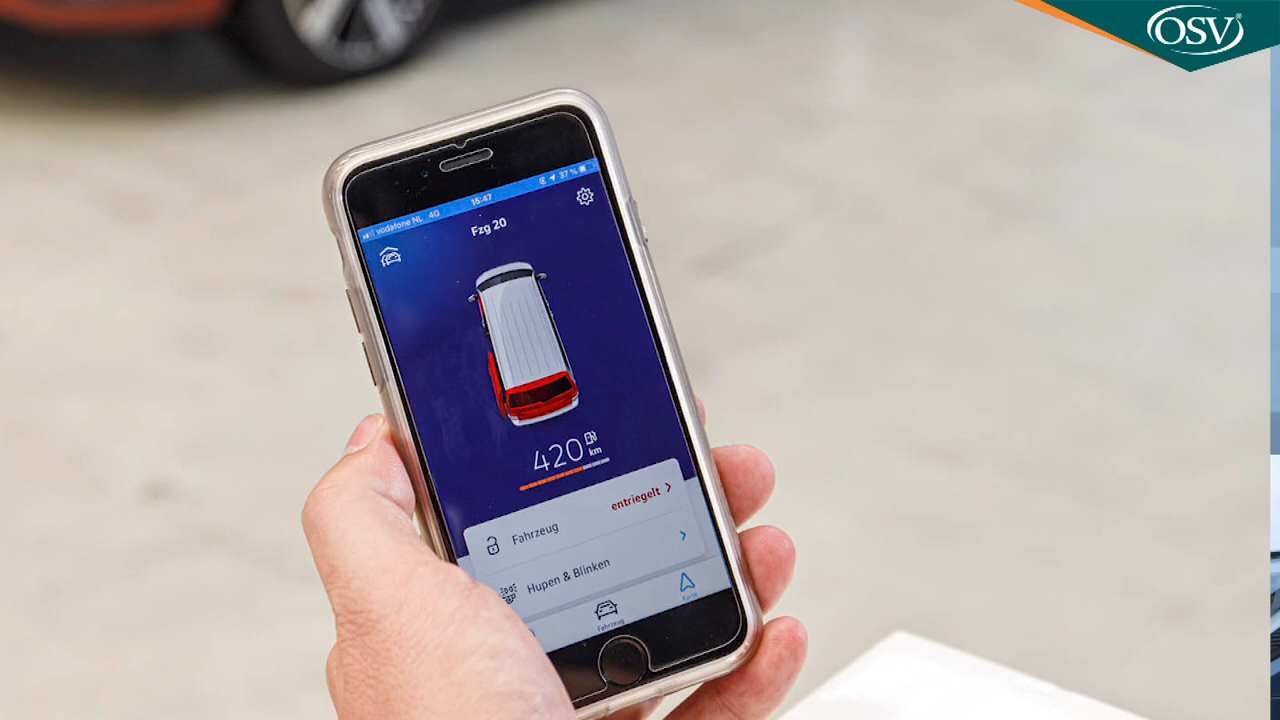 OSV®
vodafone NL 4G 15:47 37 %
Fzg 20
420 km
entriegelt
Fahrzeug
Hupen & Blinken
Fahrzeug
Karte